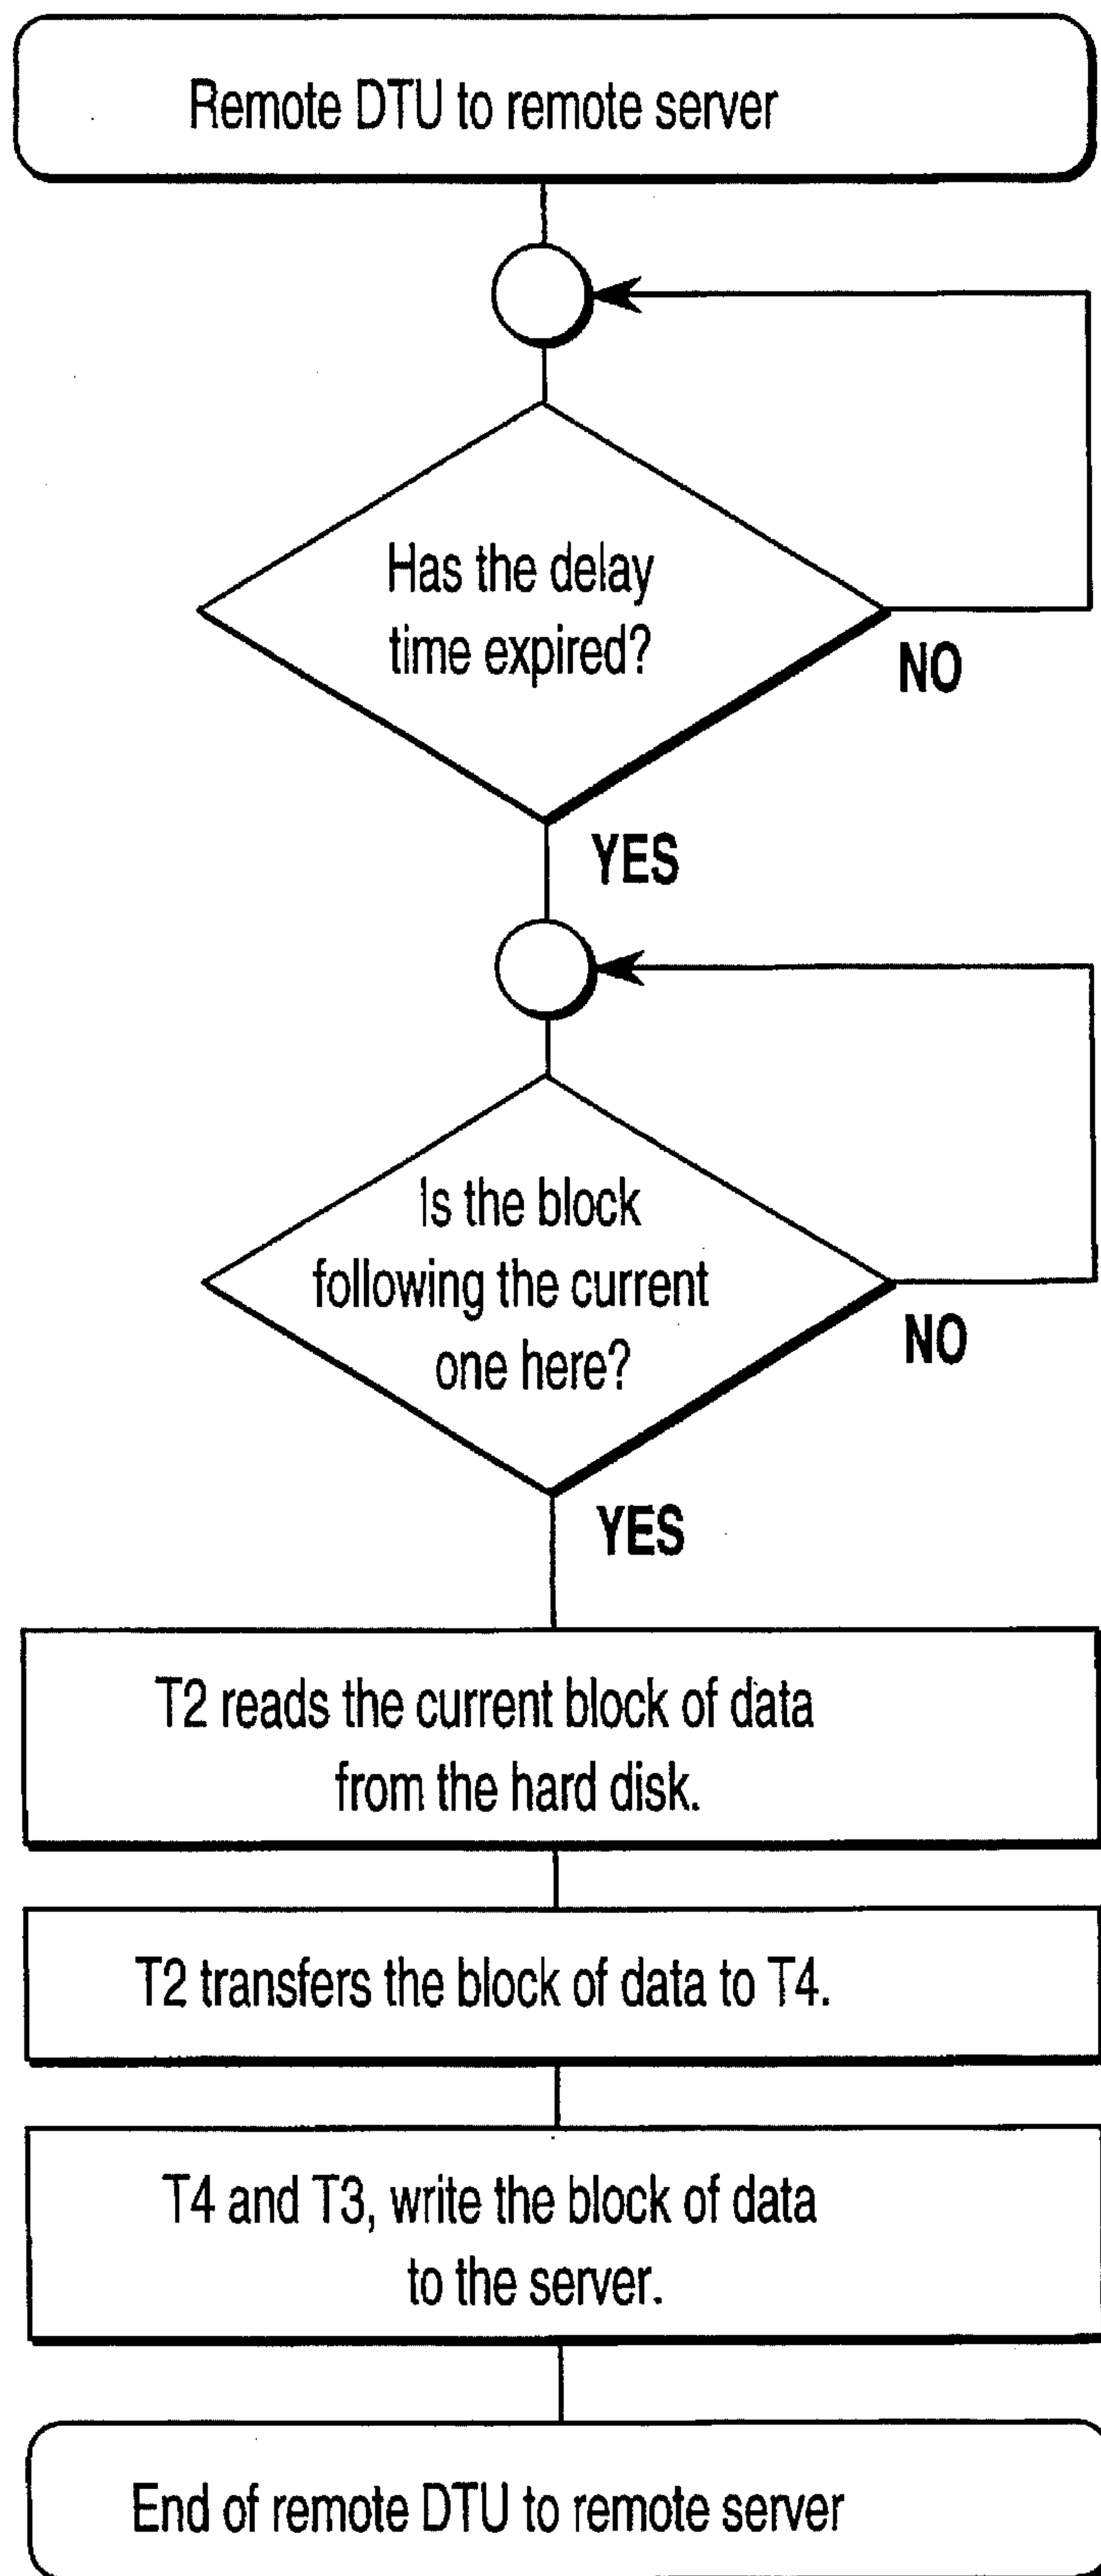 Remote DTU to remote server
Has the delay
time expired?
NO
YES
Is the block
following the current
one here?
NO
YES
T2 reads the current block of data
from the hard disk.
T2 transfers the block of data to T4.
T4 and T3, write the block of data
to the server.
End of remote DTU to remote server